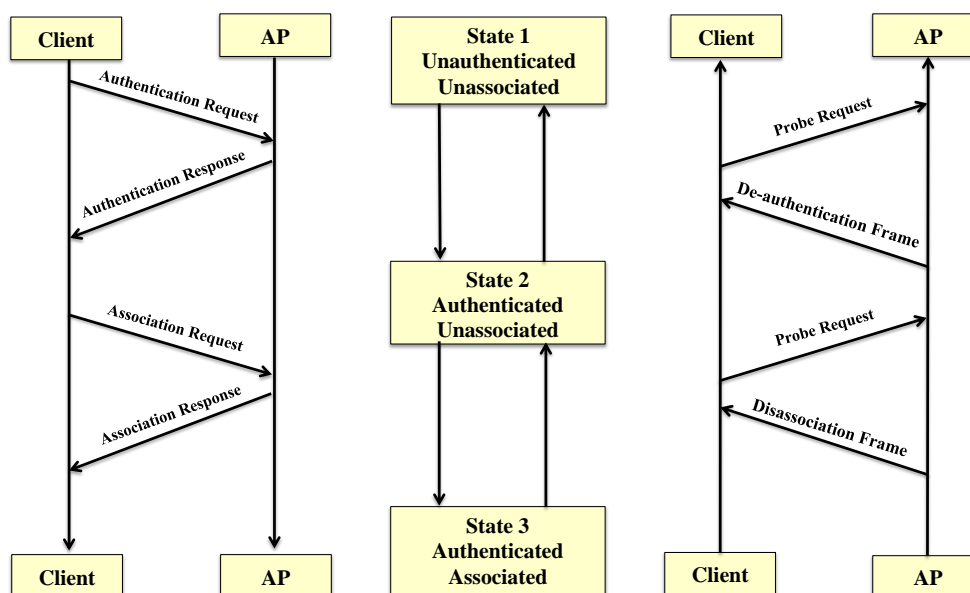 Client
AP
Authentication Request
Authentication Response
Association Request
Association Response
Client
AP
State 1
Unauthenticated
Unassociated
State 2
Authenticated
Unassociated
State 3
Authenticated
Associated
Client
AP
Probe Request
De-authentication Frame
Probe Request
Disassociation Frame
Client
AP